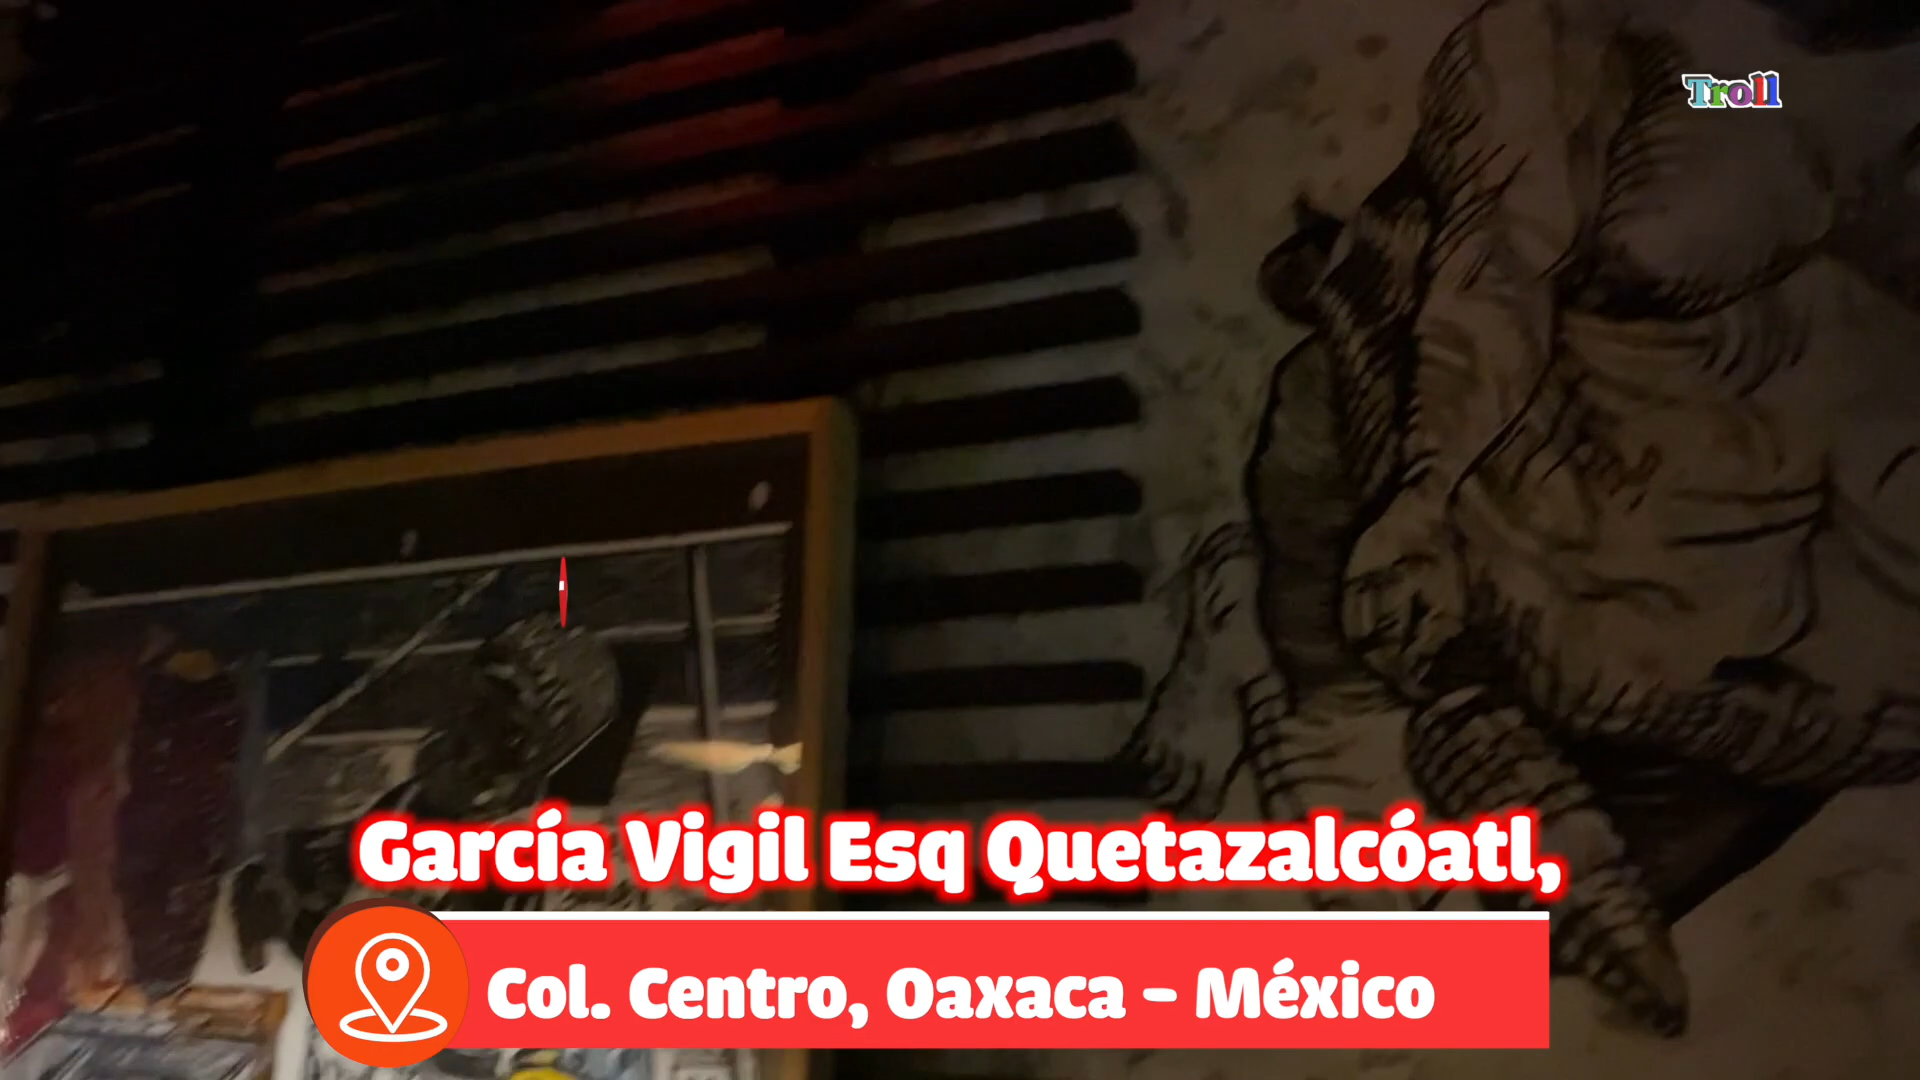 Troll
García Vigil Esq Quetazalcóatl,
Col. Centro, Oaxaca - México